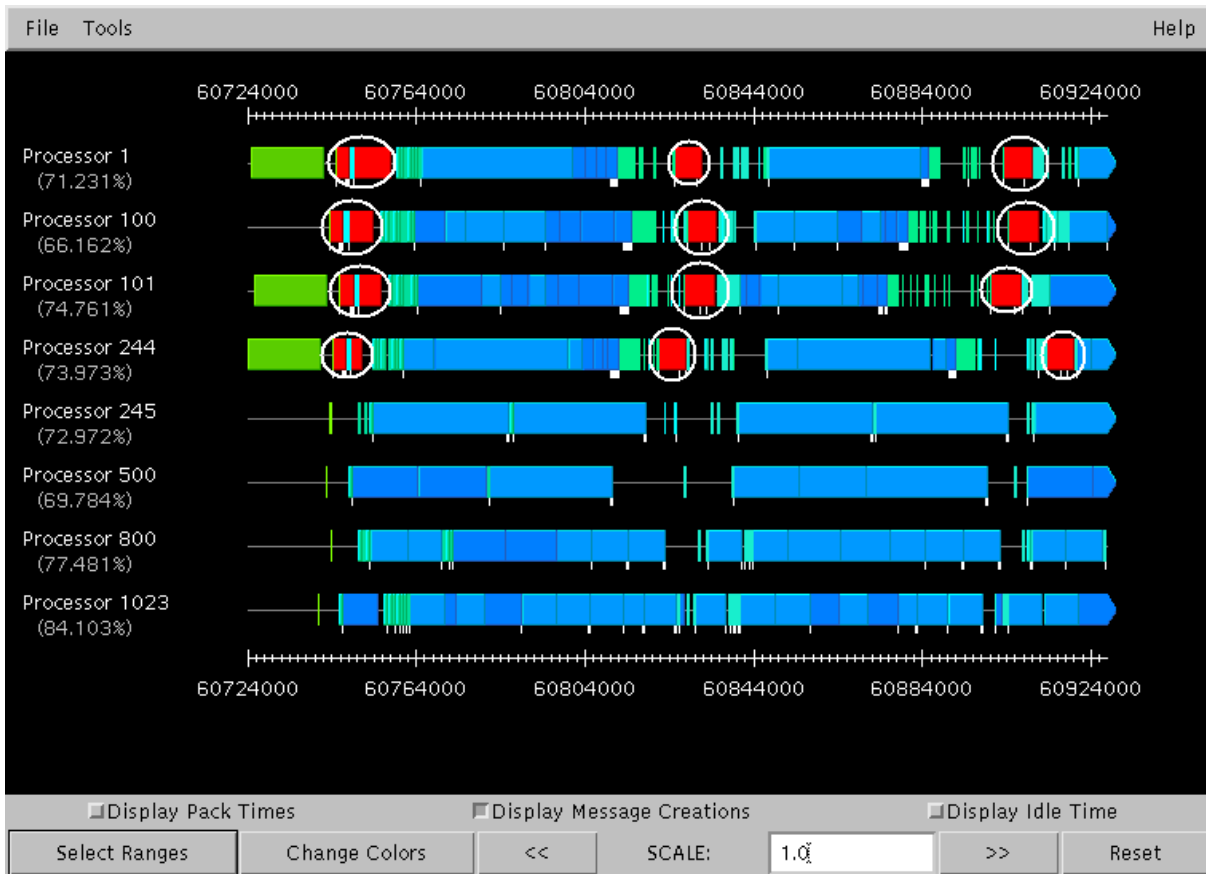 File Tools Help
60724000 60764000 60804000 60844000 60884000 60924000
Processor 1
(71.231%)
Processor 100
(66.162%)
Processor 101
(74.761%)
Processor 244
(73.973%)
Processor 245
(72.972%)
Processor 500
(69.784%)
Processor 800
(77.481%)
Processor 1023
(84.103%)
60724000 60764000 60804000 60844000 60884000 60924000
Display Pack Times Display Message Creations Display Idle Time
Select Ranges Change Colors << SCALE: 1.0 >> Reset